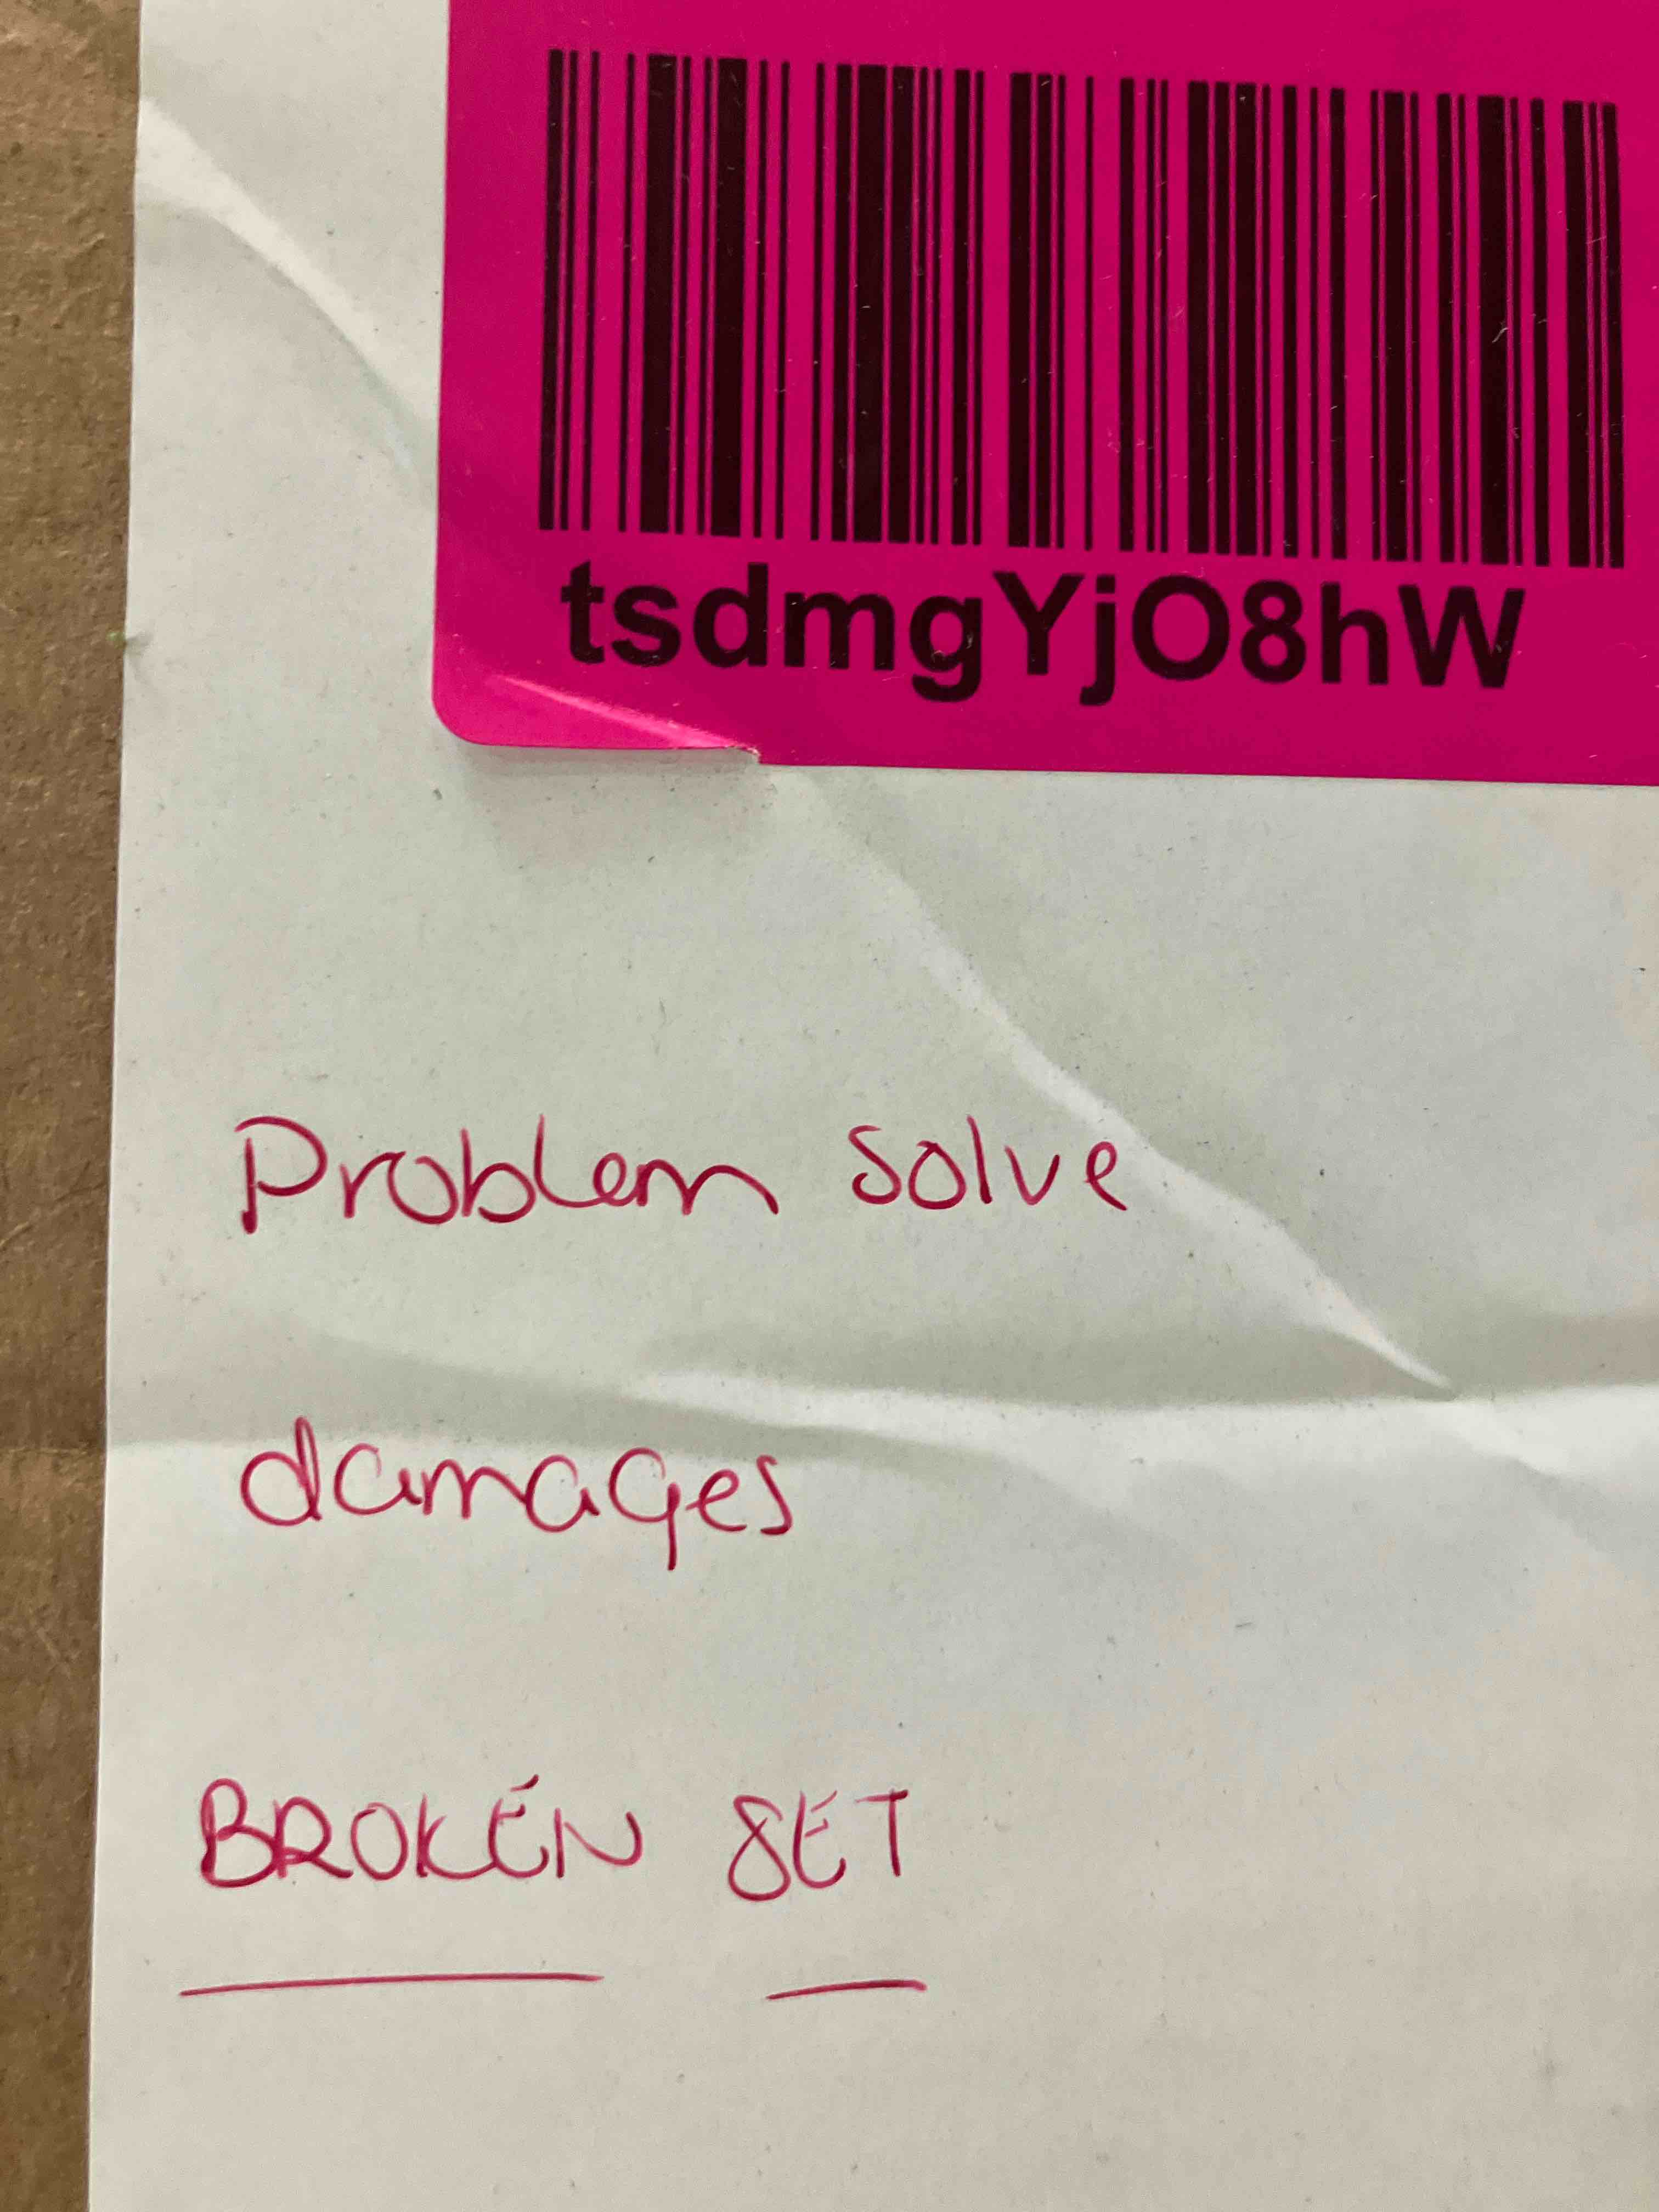 tsdmgYjO8hW
Problem solve
damages
BROKEN SET